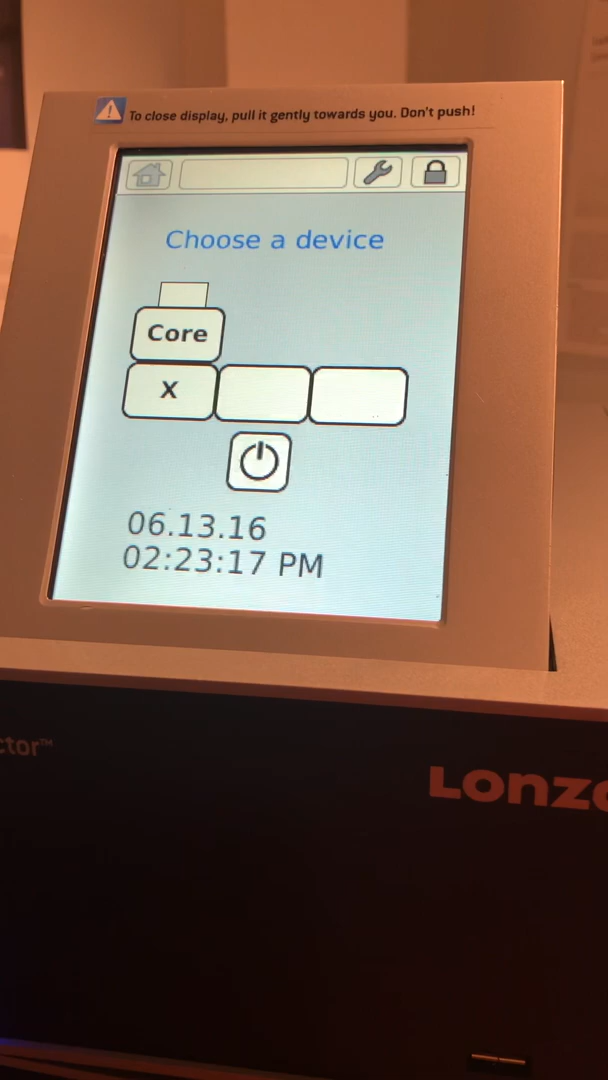 To close display, pull it gently towards you. Don't push!
Choose a device
Core
X
06.13.16
02:23:17 PM
ctor™
Lonza